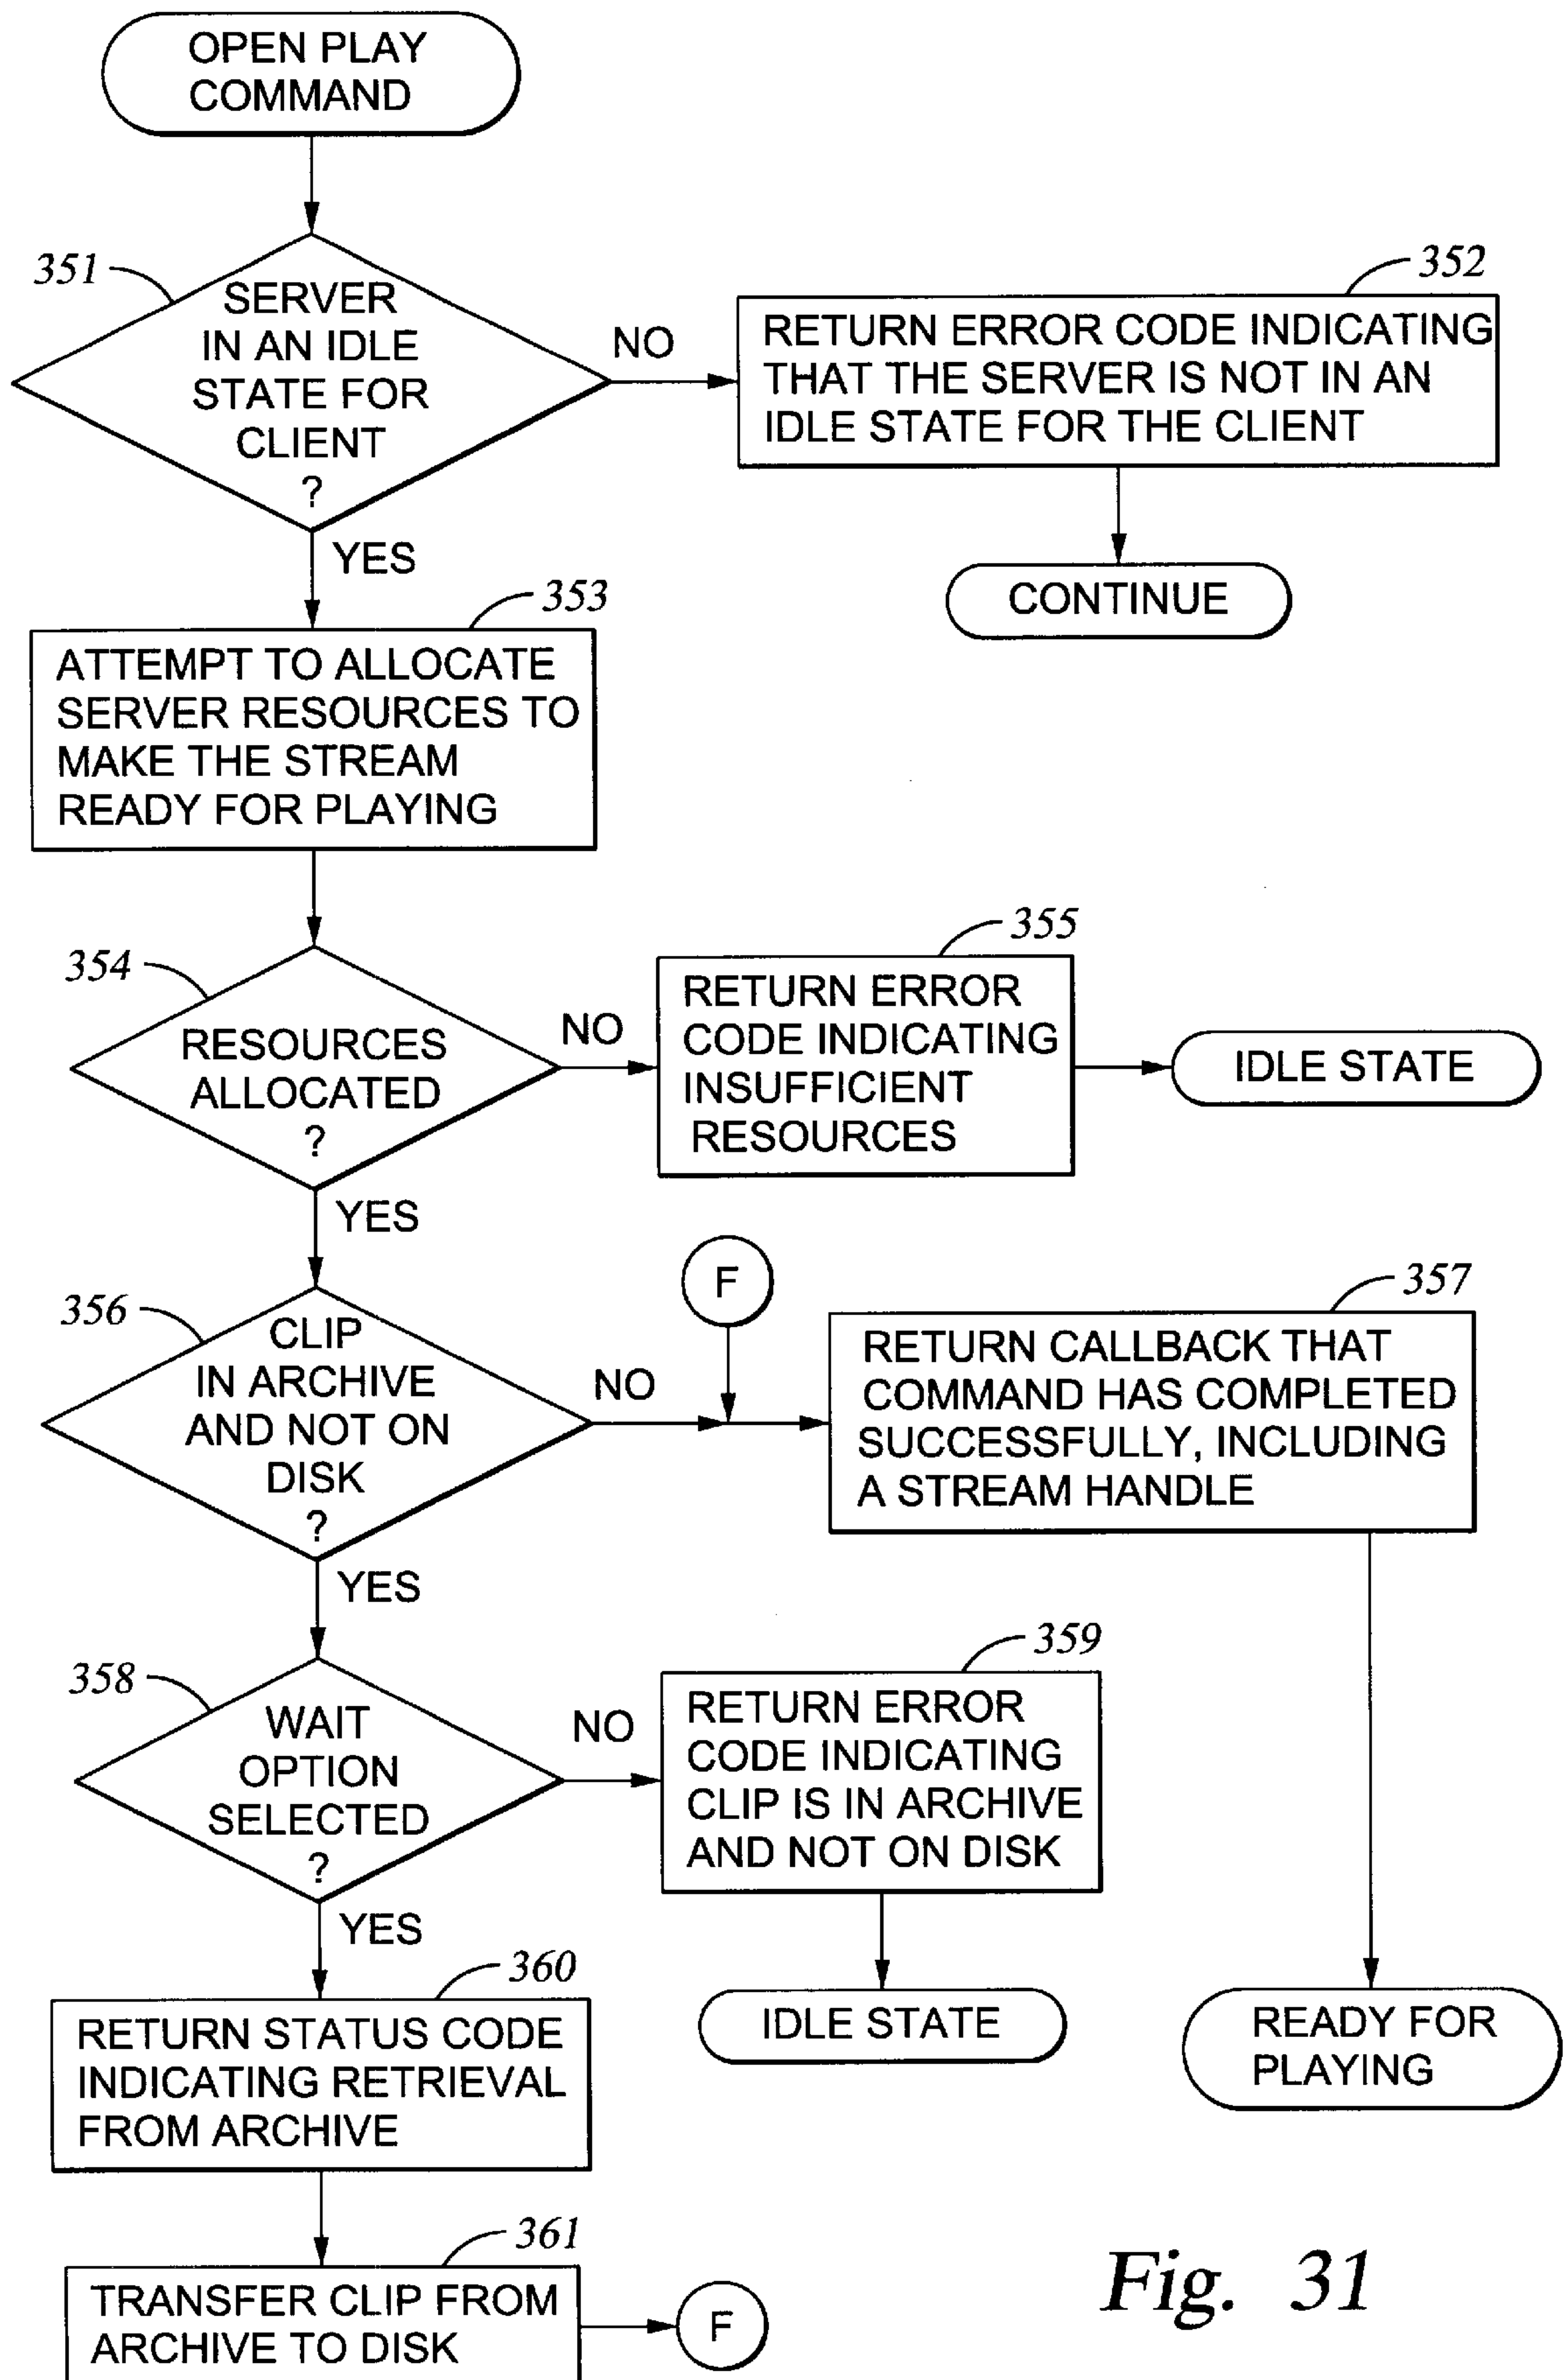 OPEN PLAY
COMMAND
351
SERVER
IN AN IDLE
STATE FOR
CLIENT
?
NO
352
RETURN ERROR CODE INDICATING
THAT THE SERVER IS NOT IN AN
IDLE STATE FOR THE CLIENT
CONTINUE
YES
353
ATTEMPT TO ALLOCATE
SERVER RESOURCES TO
MAKE THE STREAM
READY FOR PLAYING
354
RESOURCES
ALLOCATED
?
NO
355
RETURN ERROR
CODE INDICATING
INSUFFICIENT
RESOURCES
IDLE STATE
YES
356
CLIP
IN ARCHIVE
AND NOT ON
DISK
?
NO
F
357
RETURN CALLBACK THAT
COMMAND HAS COMPLETED
SUCCESSFULLY, INCLUDING
A STREAM HANDLE
READY FOR
PLAYING
YES
358
WAIT
OPTION
SELECTED
?
NO
359
RETURN ERROR
CODE INDICATING
CLIP IS IN ARCHIVE
AND NOT ON DISK
IDLE STATE
YES
360
RETURN STATUS CODE
INDICATING RETRIEVAL
FROM ARCHIVE
361
TRANSFER CLIP FROM
ARCHIVE TO DISK
F
Fig. 31